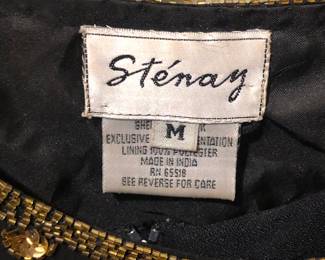 Sténay
M
EXCLUSIVE
LINING 100% POLYESTER
MADE IN INDIA
RN 65518
SEE REVERSE FOR CARE